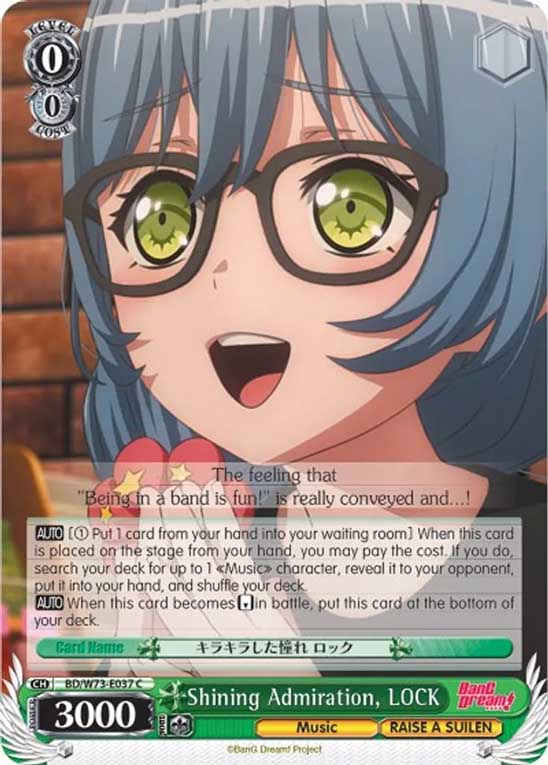 LEVEL
0
0
COST
The feeling that
"Being in a band is fun!" is really conveyed and...!
AUTO [① Put 1 card from your hand into your waiting room] When this card
is placed on the stage from your hand, you may pay the cost. If you do,
search your deck for up to 1 «Music» character, reveal it to your opponent,
put it into your hand, and shuffle your deck.
AUTO When this card becomes in battle, put this card at the bottom of
your deck.
Card Name キラキラした憧れ ロック
CH BD/W73-E037 C
Shining Admiration, LOCK
BanG Dream!
POWER 3000
SOUL
Music RAISE A SUILEN
©BanG Dream! Project